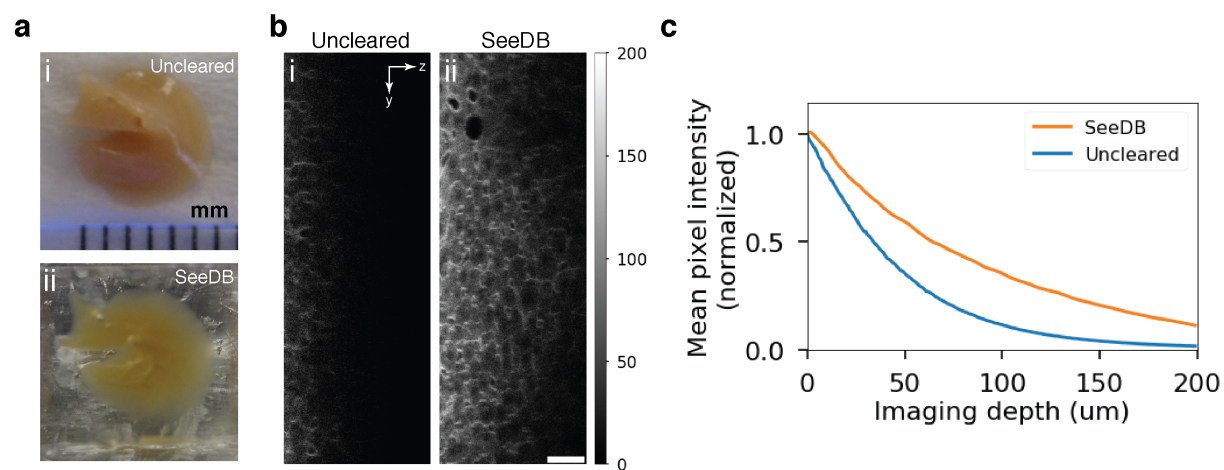 a
i
Uncleared
mm
ii
SeeDB
b
Uncleared
SeeDB
i
z
y
ii
200
150
100
50
0
c
Mean pixel intensity
(normalized)
1.0
0.5
0.0
SeeDB
Uncleared
0 50 100 150 200
Imaging depth (um)